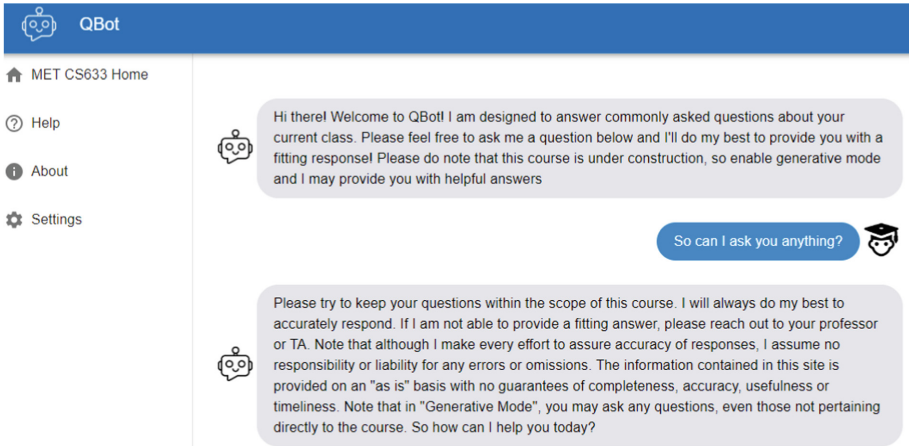 QBot
MET CS633 Home
Help
About
Settings
Hi there! Welcome to QBot! I am designed to answer commonly asked questions about your
current class. Please feel free to ask me a question below and I'll do my best to provide you with a
fitting response! Please do note that this course is under construction, so enable generative mode
and I may provide you with helpful answers
So can I ask you anything?
Please try to keep your questions within the scope of this course. I will always do my best to
accurately respond. If I am not able to provide a fitting answer, please reach out to your professor
or TA. Note that although I make every effort to assure accuracy of responses, I assume no
responsibility or liability for any errors or omissions. The information contained in this site is
provided on an "as is" basis with no guarantees of completeness, accuracy, usefulness or
timeliness. Note that in "Generative Mode", you may ask any questions, even those not pertaining
directly to the course. So how can I help you today?